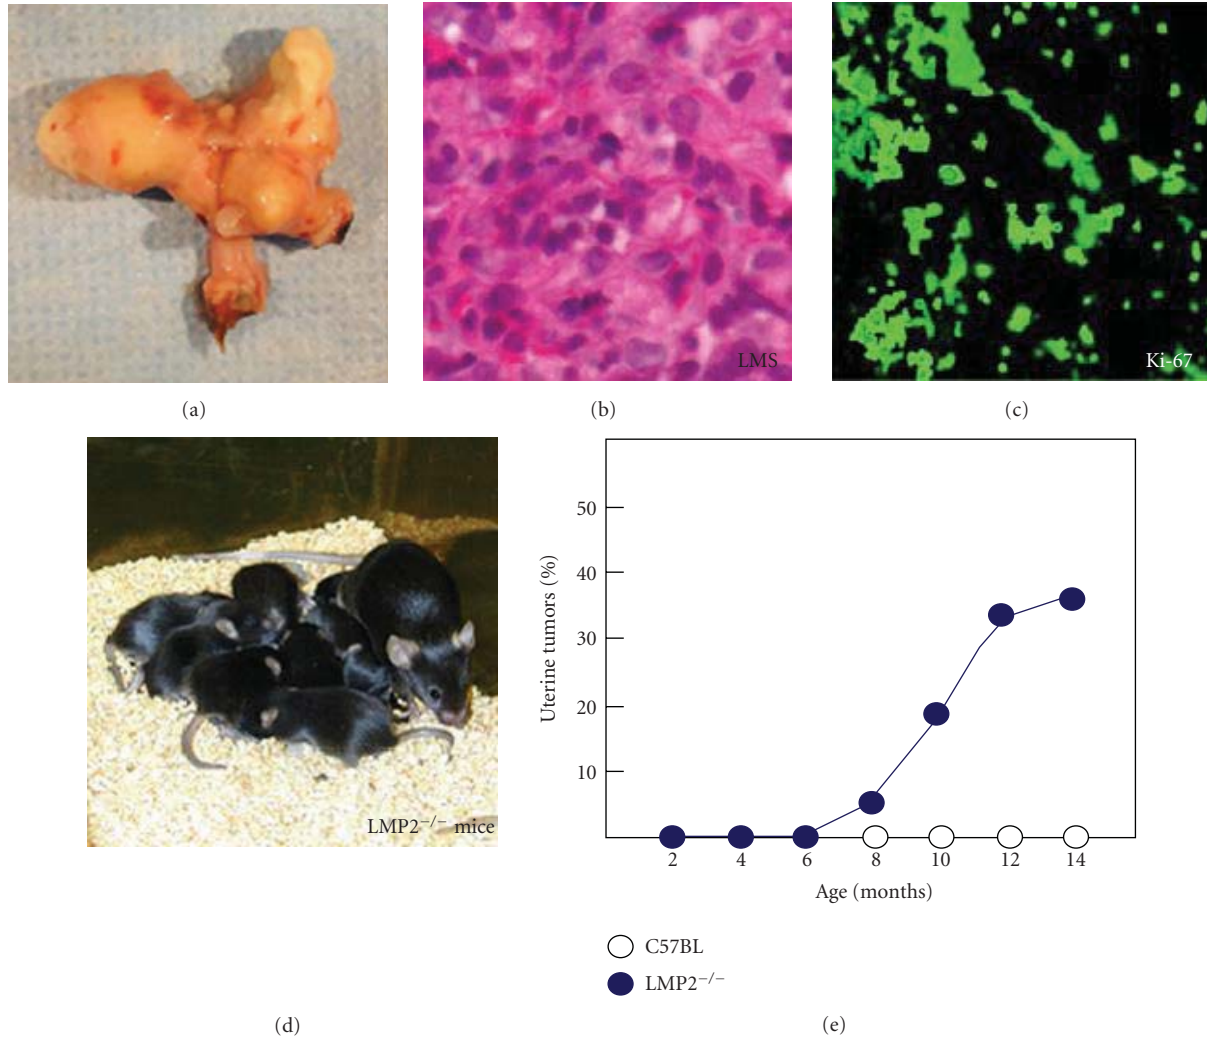 LMS
Ki-67
(a)
(b)
(c)
LMP2−/− mice
(d)
Uterine tumors (%)
50
40
30
20
10
2
4
6
8
10
12
14
Age (months)
C57BL
LMP2−/−
(e)